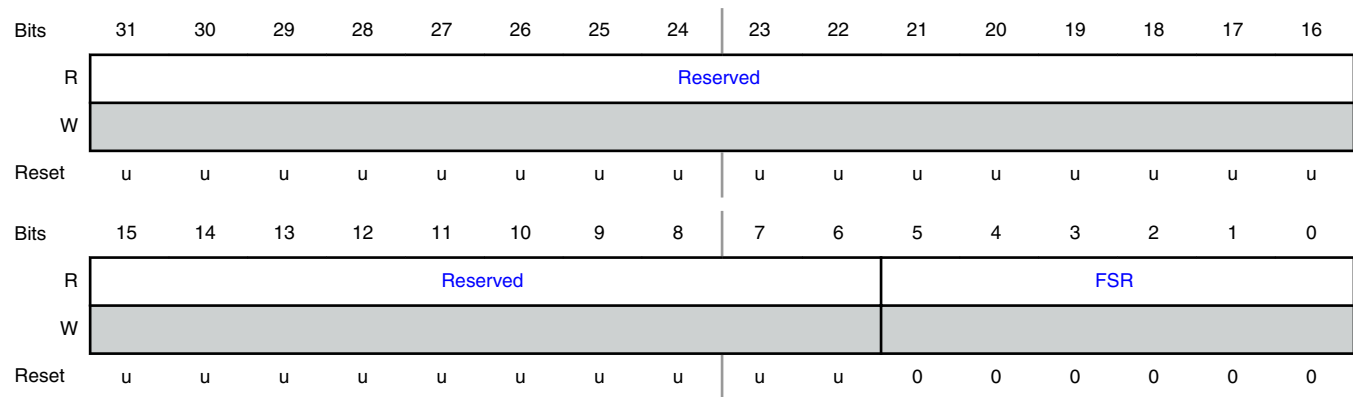 Bits 31 30 29 28 27 26 25 24 23 22 21 20 19 18 17 16
R Reserved
W
Reset u u u u u u u u u u u u u u u u
Bits 15 14 13 12 11 10 9 8 7 6 5 4 3 2 1 0
R Reserved FSR
W
Reset u u u u u u u u u u 0 0 0 0 0 0